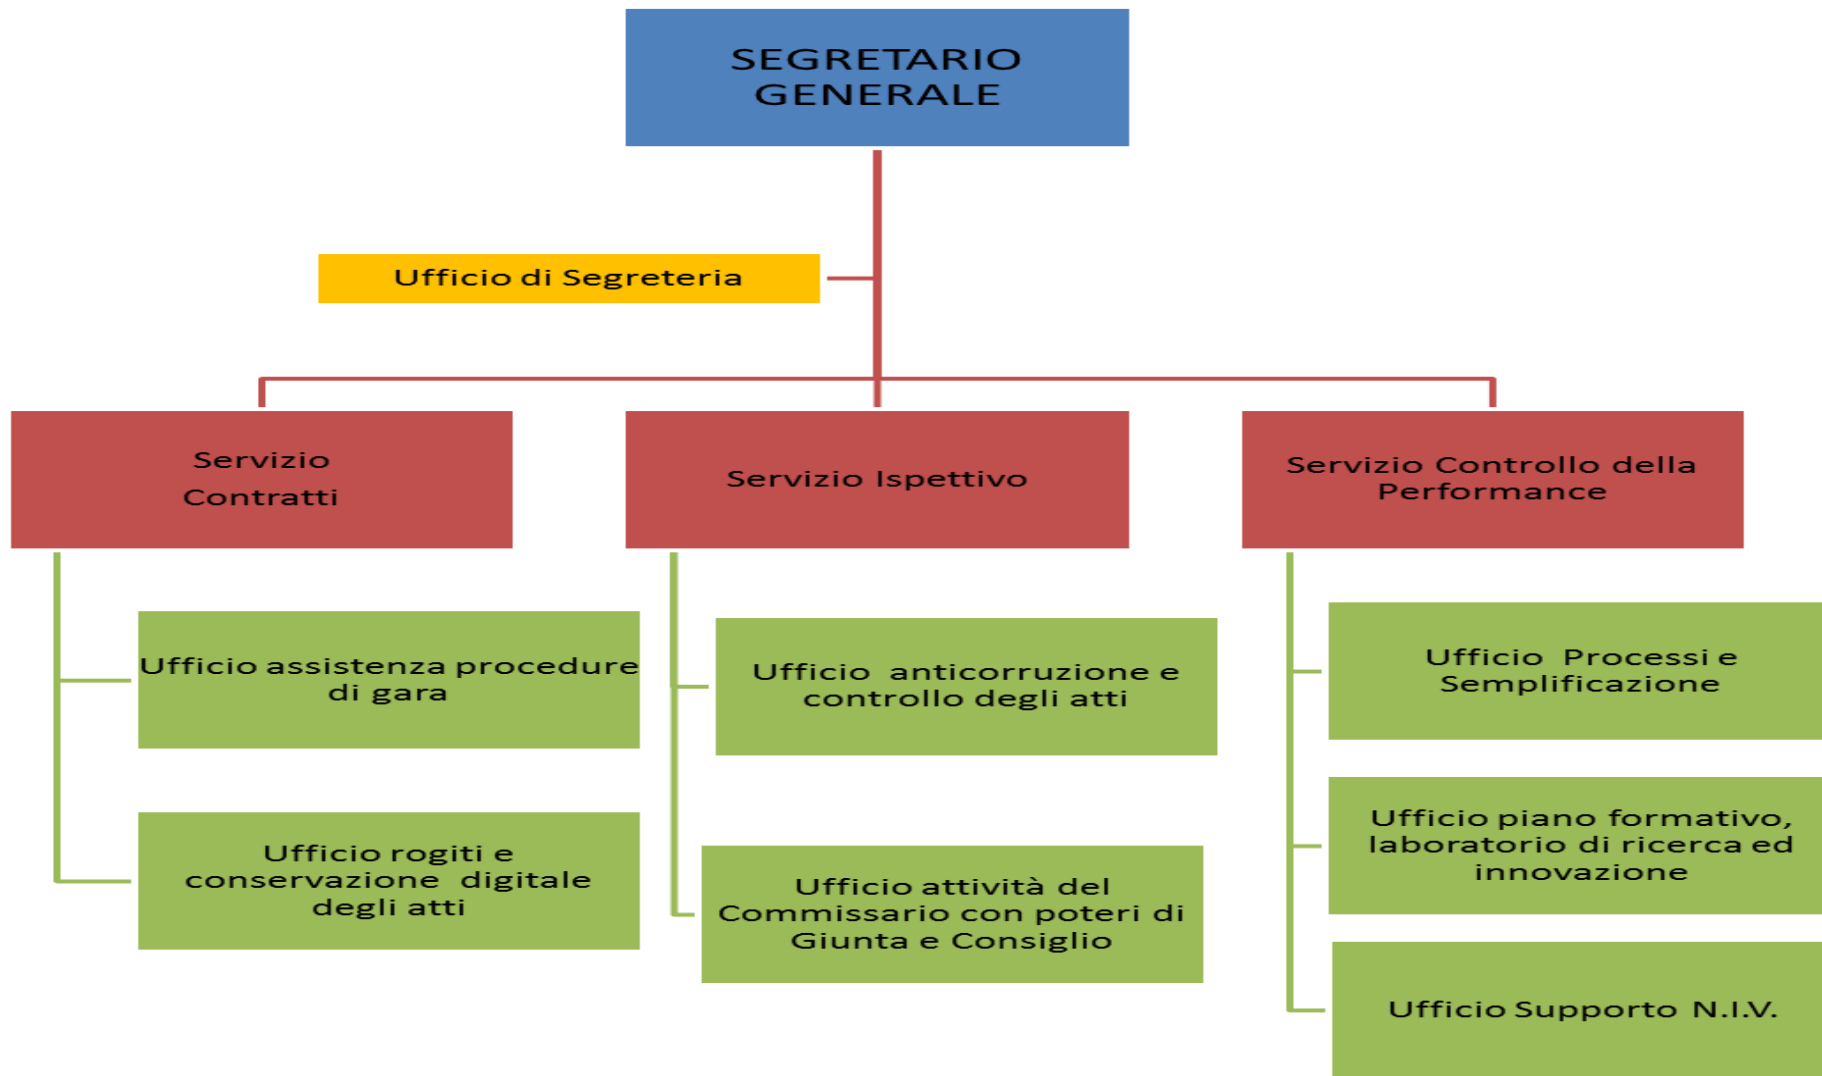 SEGRETARIO
GENERALE
Ufficio di Segreteria
Servizio
Contratti
Servizio Ispettivo
Servizio Controllo della
Performance
Ufficio assistenza procedure
di gara
Ufficio anticorruzione e
controllo degli atti
Ufficio Processi e
Semplificazione
Ufficio rogiti e
conservazione digitale
degli atti
Ufficio attività del
Commissario con poteri di
Giunta e Consiglio
Ufficio piano formativo,
laboratorio di ricerca ed
innovazione
Ufficio Supporto N.I.V.